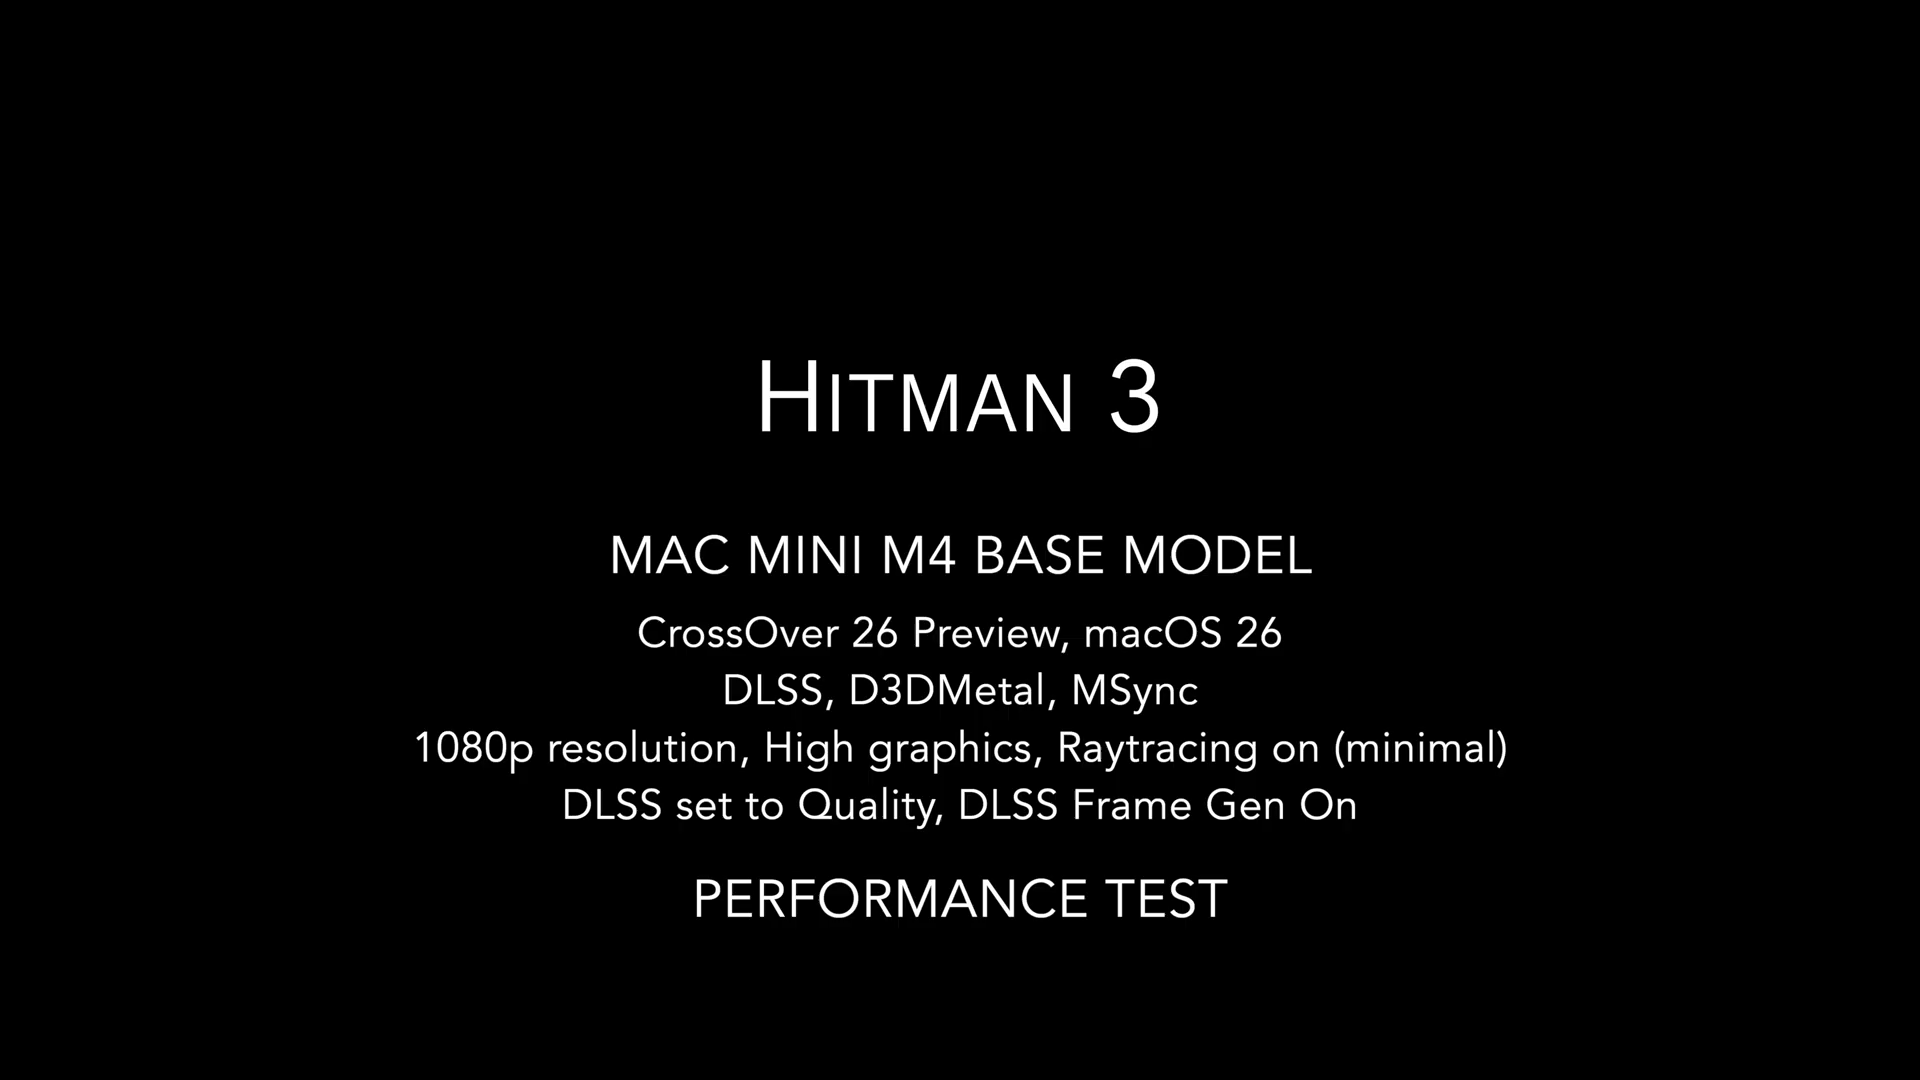 HITMAN 3
MAC MINI M4 BASE MODEL
CrossOver 26 Preview, macOS 26
DLSS, D3DMetal, MSync
1080p resolution, High graphics, Raytracing on (minimal)
DLSS set to Quality, DLSS Frame Gen On
PERFORMANCE TEST